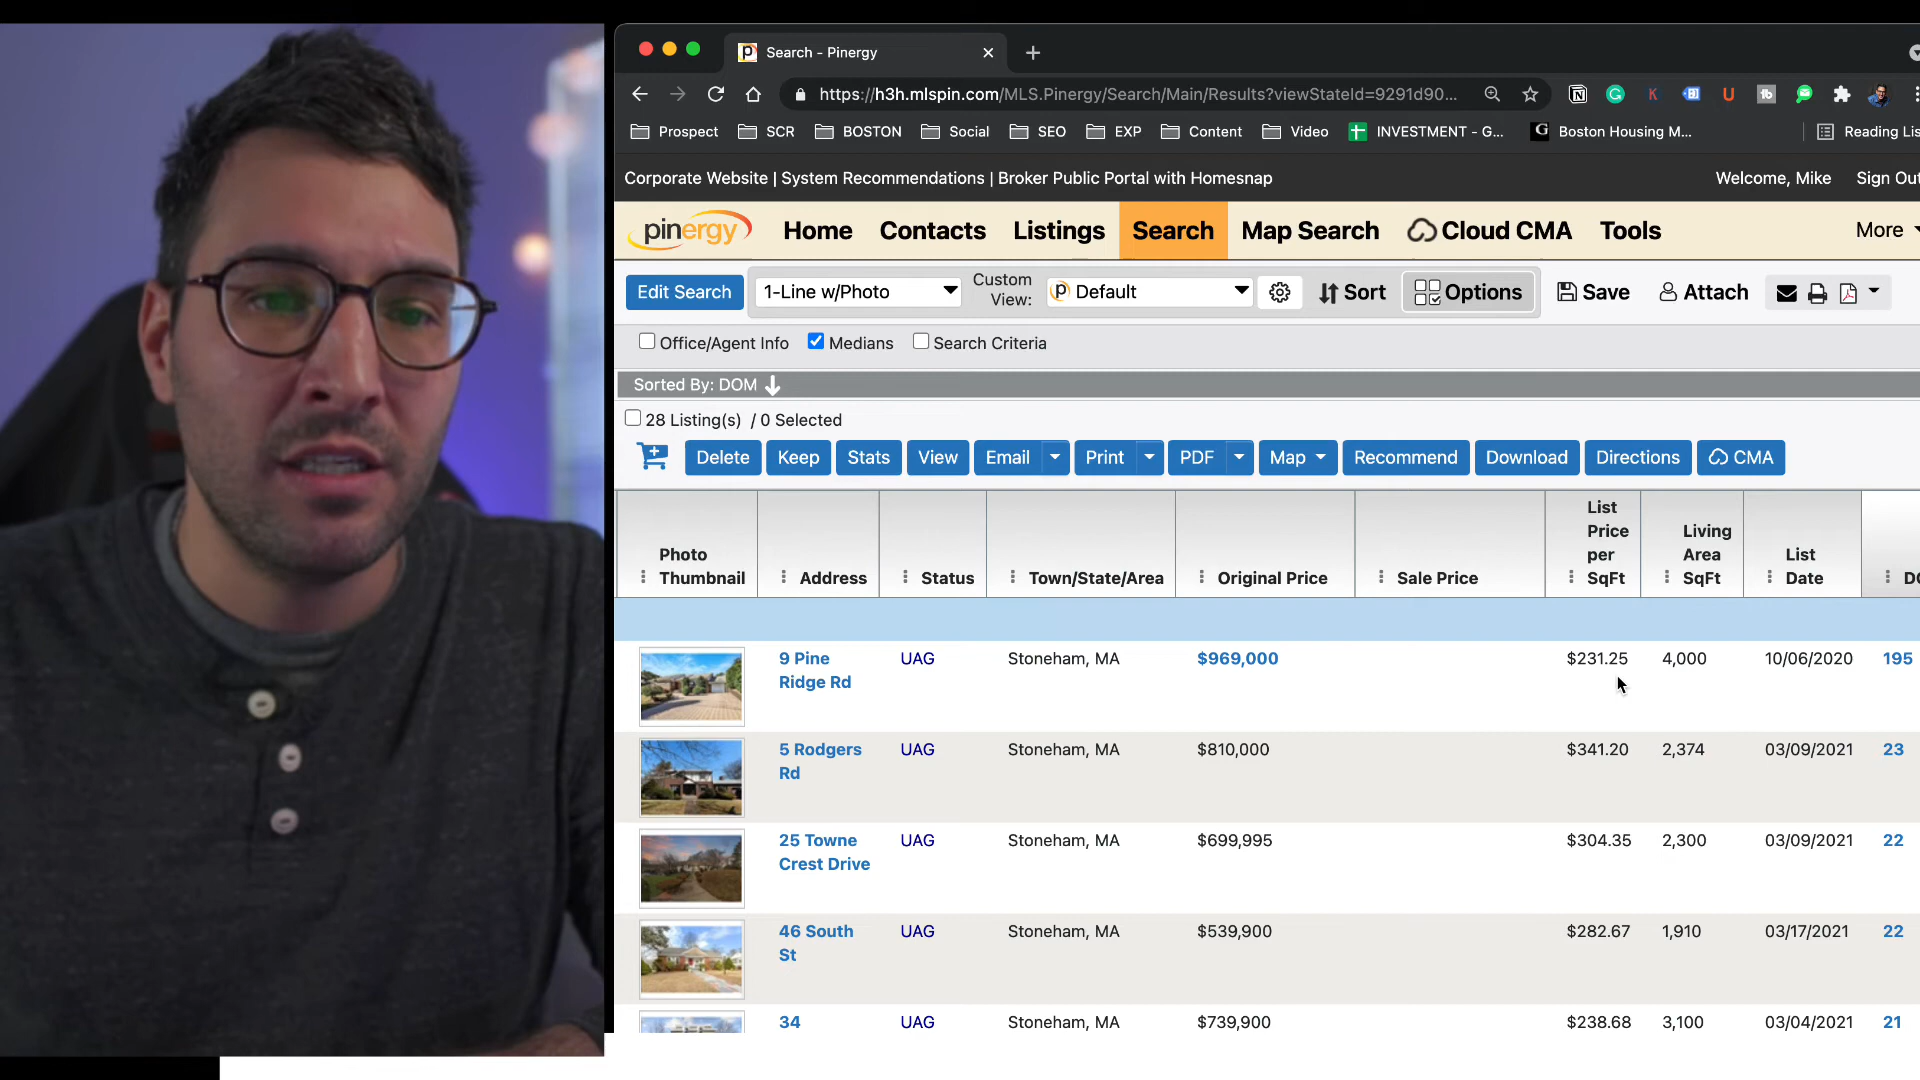 Search - Pinergy
https://h3h.mlspin.com/MLS.Pinergy/Search/Main/Results?viewStateId=9291d90...
Prospect SCR BOSTON Social SEO EXP Content Video INVESTMENT - G... Boston Housing M... Reading Lis
Corporate Website | System Recommendations | Broker Public Portal with Homesnap Welcome, Mike Sign Out
pinergy Home Contacts Listings Search Map Search Cloud CMA Tools More
Edit Search 1-Line w/Photo Custom View: Default Sort Options Save Attach
Office/Agent Info Medians Search Criteria
Sorted By: DOM
28 Listing(s) / 0 Selected
Delete Keep Stats View Email Print PDF Map Recommend Download Directions CMA
Photo Thumbnail Address Status Town/State/Area Original Price Sale Price List Price per SqFt Living Area SqFt List Date DO
9 Pine Ridge Rd UAG Stoneham, MA $969,000 $231.25 4,000 10/06/2020 195
5 Rodgers Rd UAG Stoneham, MA $810,000 $341.20 2,374 03/09/2021 23
25 Towne Crest Drive UAG Stoneham, MA $699,995 $304.35 2,300 03/09/2021 22
46 South St UAG Stoneham, MA $539,900 $282.67 1,910 03/17/2021 22
34 UAG Stoneham, MA $739,900 $238.68 3,100 03/04/2021 21